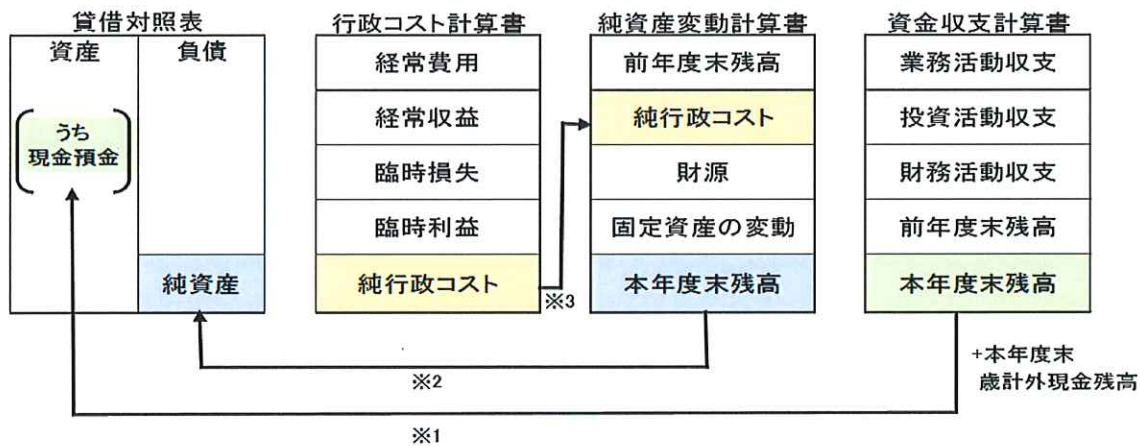 貸借対照表
資産
負債
うち
現金預金
純資産
行政コスト計算書
経常費用
経常収益
臨時損失
臨時利益
純行政コスト
※3
純資産変動計算書
前年度末残高
純行政コスト
財源
固定資産の変動
本年度末残高
資金収支計算書
業務活動収支
投資活動収支
財務活動収支
前年度末残高
本年度末残高
+本年度末
歳計外現金残高
※2
※1